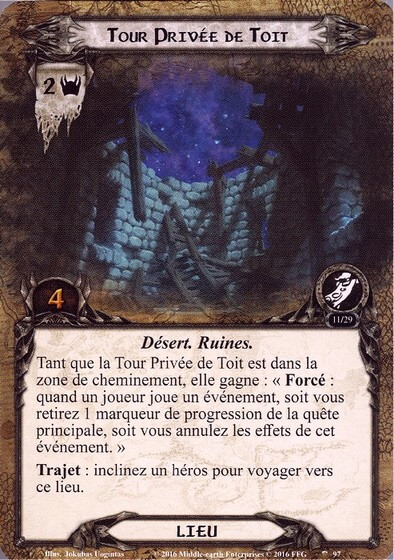 Tour Privée de Toit
2
4
11/29
Désert. Ruines.
Tant que la Tour Privée de Toit est dans la
zone de cheminement, elle gagne : « Forcé :
quand un joueur joue un événement, soit vous
retirez 1 marqueur de progression de la quête
principale, soit vous annulez les effets de cet
événement. »
Trajet : inclinez un héros pour voyager vers
ce lieu.
LIEU
Illus. Jokubas Uogintas © 2016 Middle-earth Enterprises © 2016 FFG 97